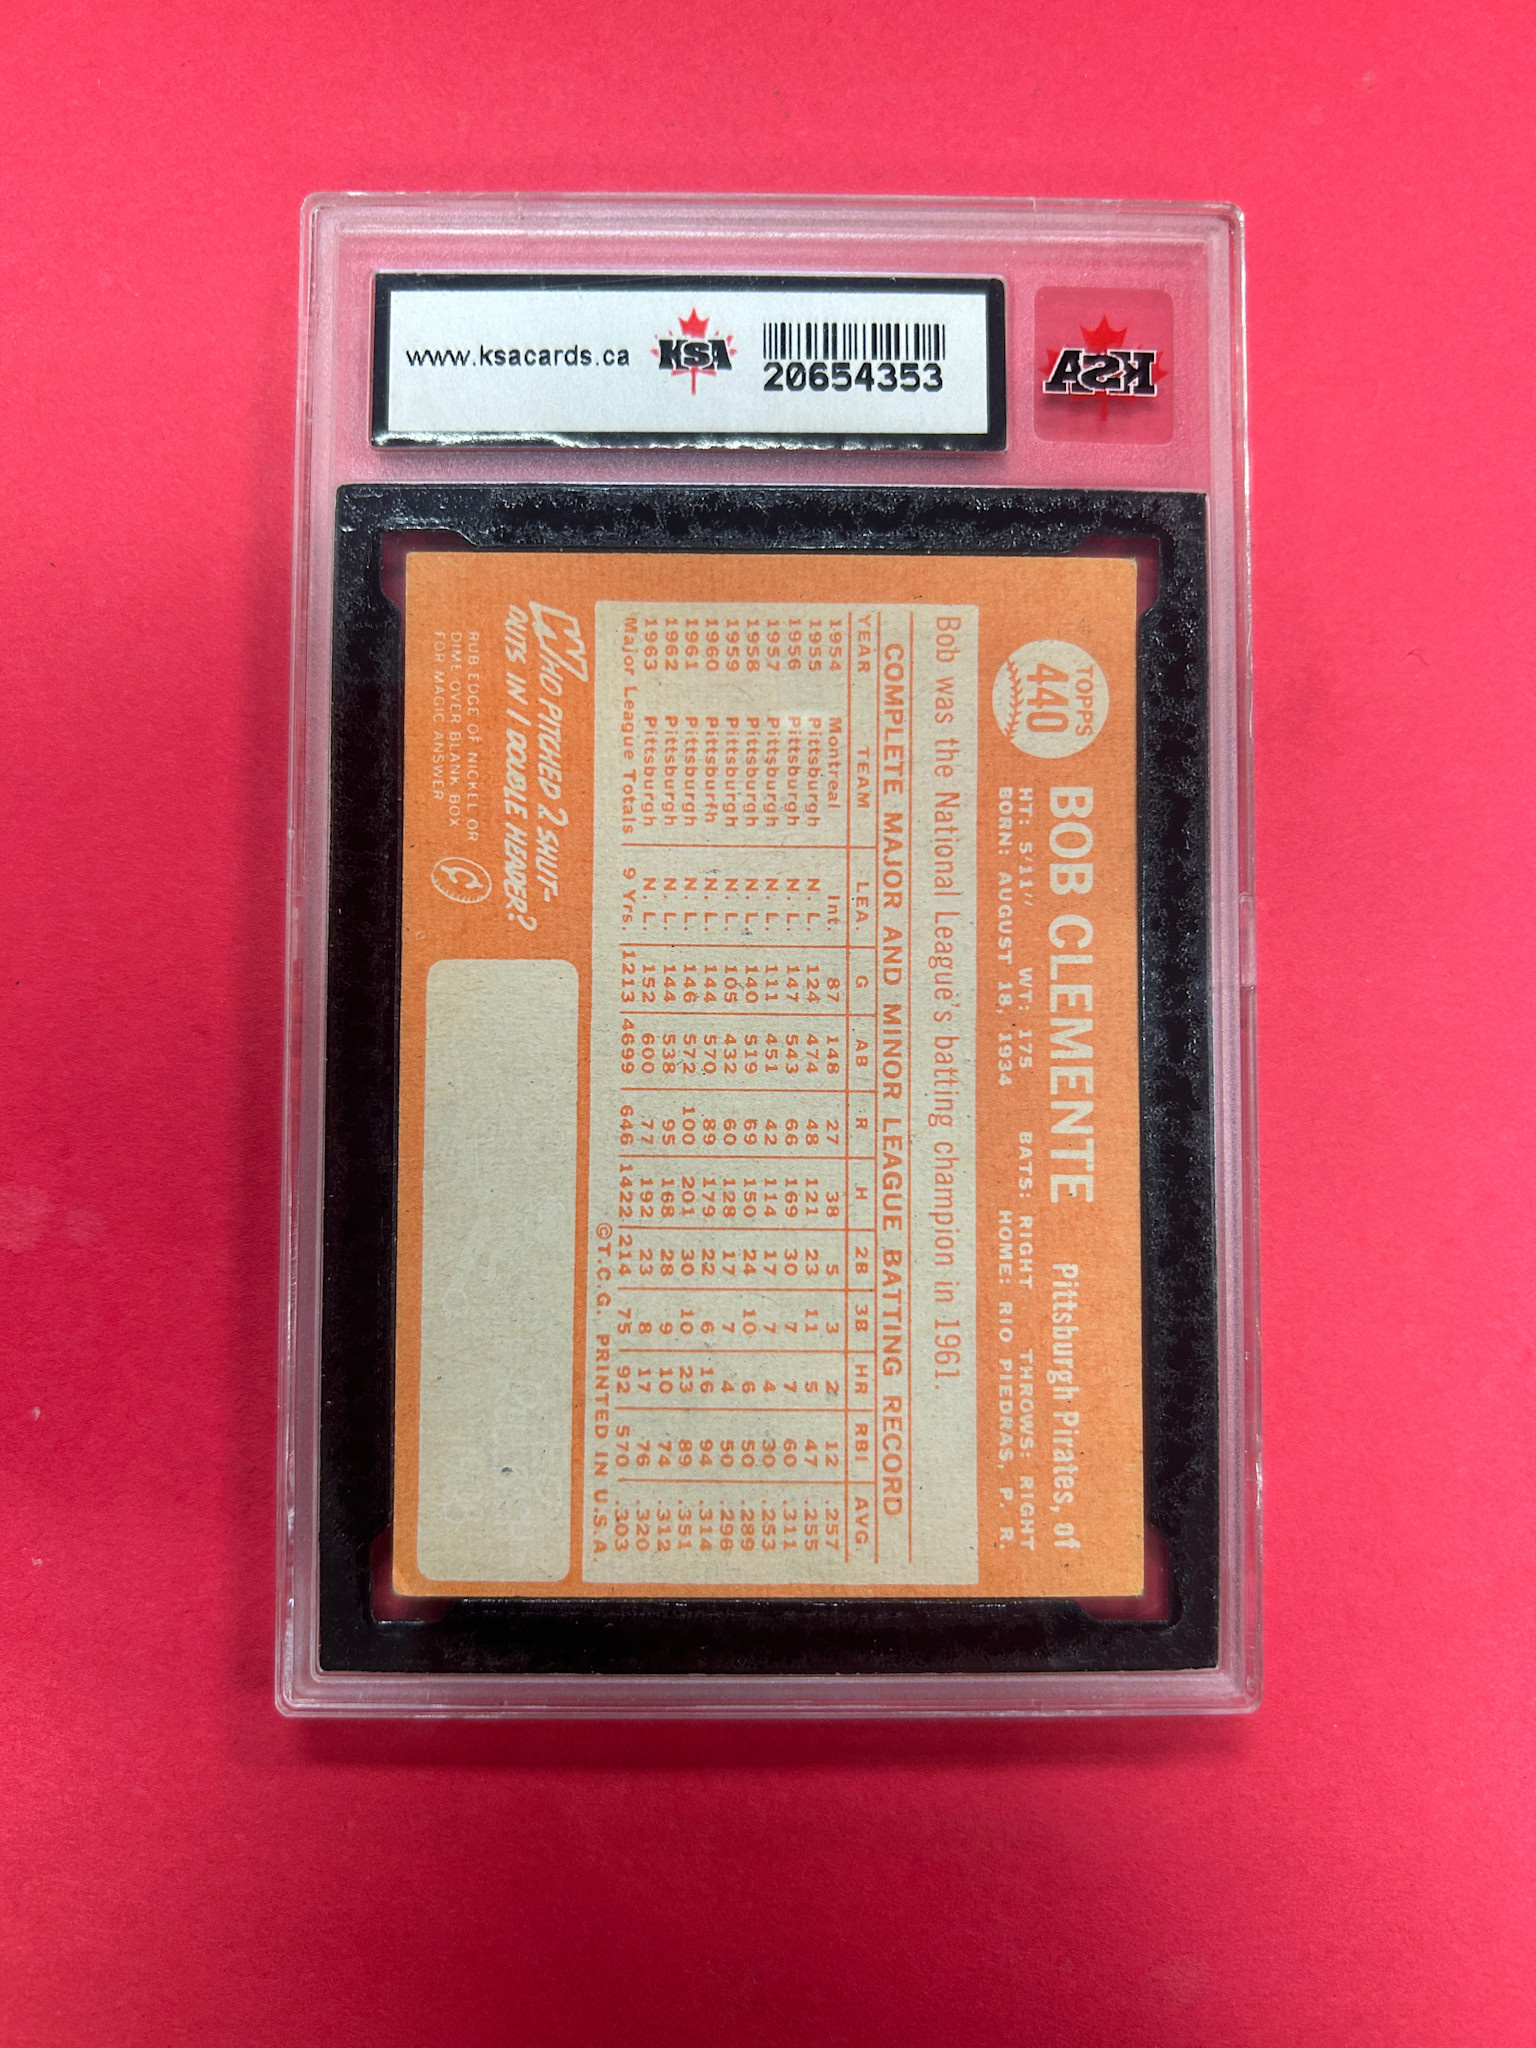 www.ksacards.ca
KSA
20654353
KSA
TOPPS
440
BOB CLEMENTE Pittsburgh Pirates, of
HT: 5'11" WT: 175 BATS: RIGHT THROWS: RIGHT
BORN: AUGUST 18, 1934 HOME: RIO PIEDRAS, P. R.
Bob was the National League's batting champion in 1961.
COMPLETE MAJOR AND MINOR LEAGUE BATTING RECORD
YEAR TEAM LEA. G AB R H 2B 3B HR RBI AVG.
1954 Montreal Int. 87 148 27 38 5 3 2 12 .257
1955 Pittsburgh N. L. 124 474 48 121 23 11 5 47 .255
1956 Pittsburgh N. L. 147 543 66 169 30 7 7 60 .311
1957 Pittsburgh N. L. 111 451 42 114 17 7 4 30 .253
1958 Pittsburgh N. L. 140 519 69 150 24 10 6 50 .289
1959 Pittsburgh N. L. 105 432 60 128 17 7 4 50 .296
1960 Pittsburgh N. L. 144 570 89 179 22 6 16 94 .314
1961 Pittsburgh N. L. 146 572 100 201 30 10 23 89 .351
1962 Pittsburgh N. L. 144 538 95 168 28 9 10 74 .312
1963 Pittsburgh N. L. 152 600 77 192 23 8 17 76 .320
Major League Totals 9 Yrs. 1213 4699 646 1422 214 75 92 570 .303
©T.C.G. PRINTED IN U.S.A.
WHO PITCHED 2 SHUT-
OUTS IN 1 DOUBLE HEADER?
RUB EDGE OF NICKEL OR
DIME OVER BLANK BOX
FOR MAGIC ANSWER